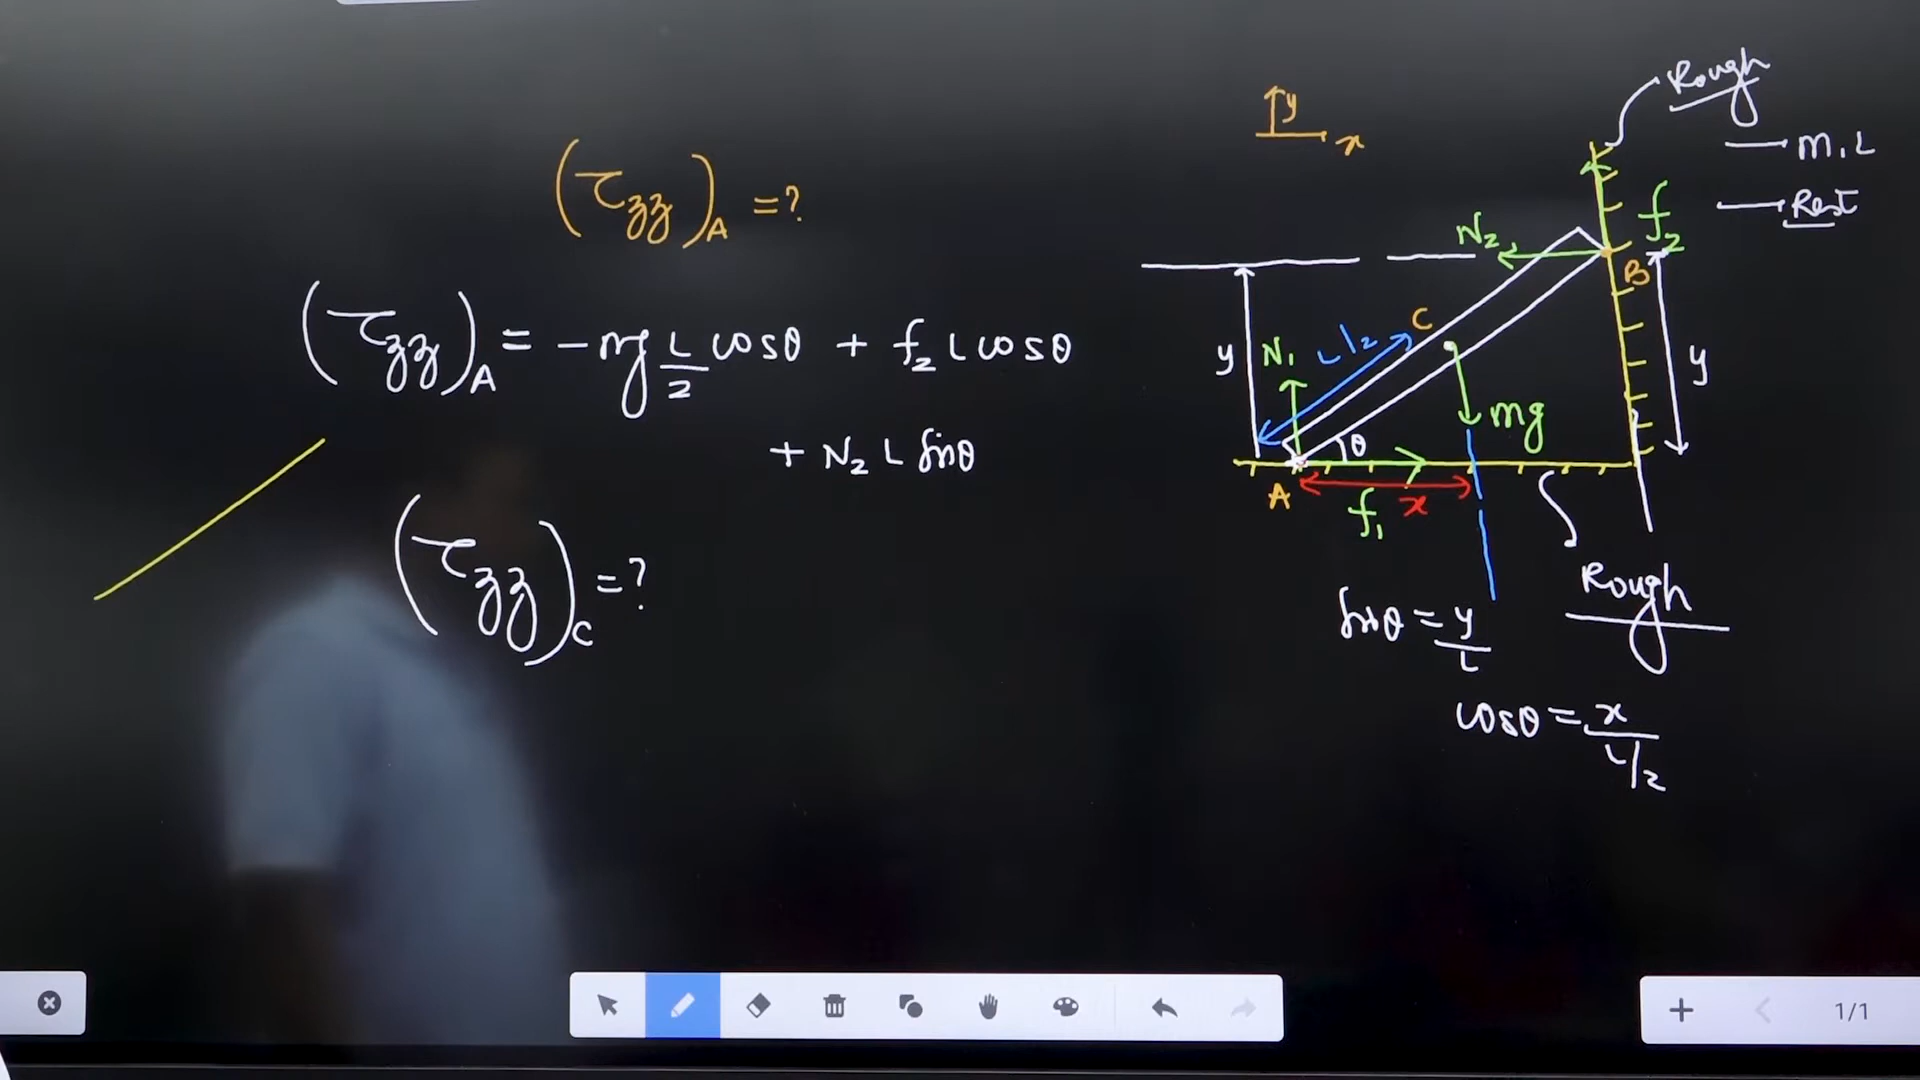 (τzz)A = ?
(τzz)A = -mg L/2 cosθ + f₂ L cosθ
+ N₂ L sinθ
(τzz)C = ?
y
x
Rough
m, L
Rest
N₂
f₂
B
C
L/2
y
N₁
y
mg
θ
A
f₁
x
Rough
sinθ = y/L
cosθ = x/L/2
1/1